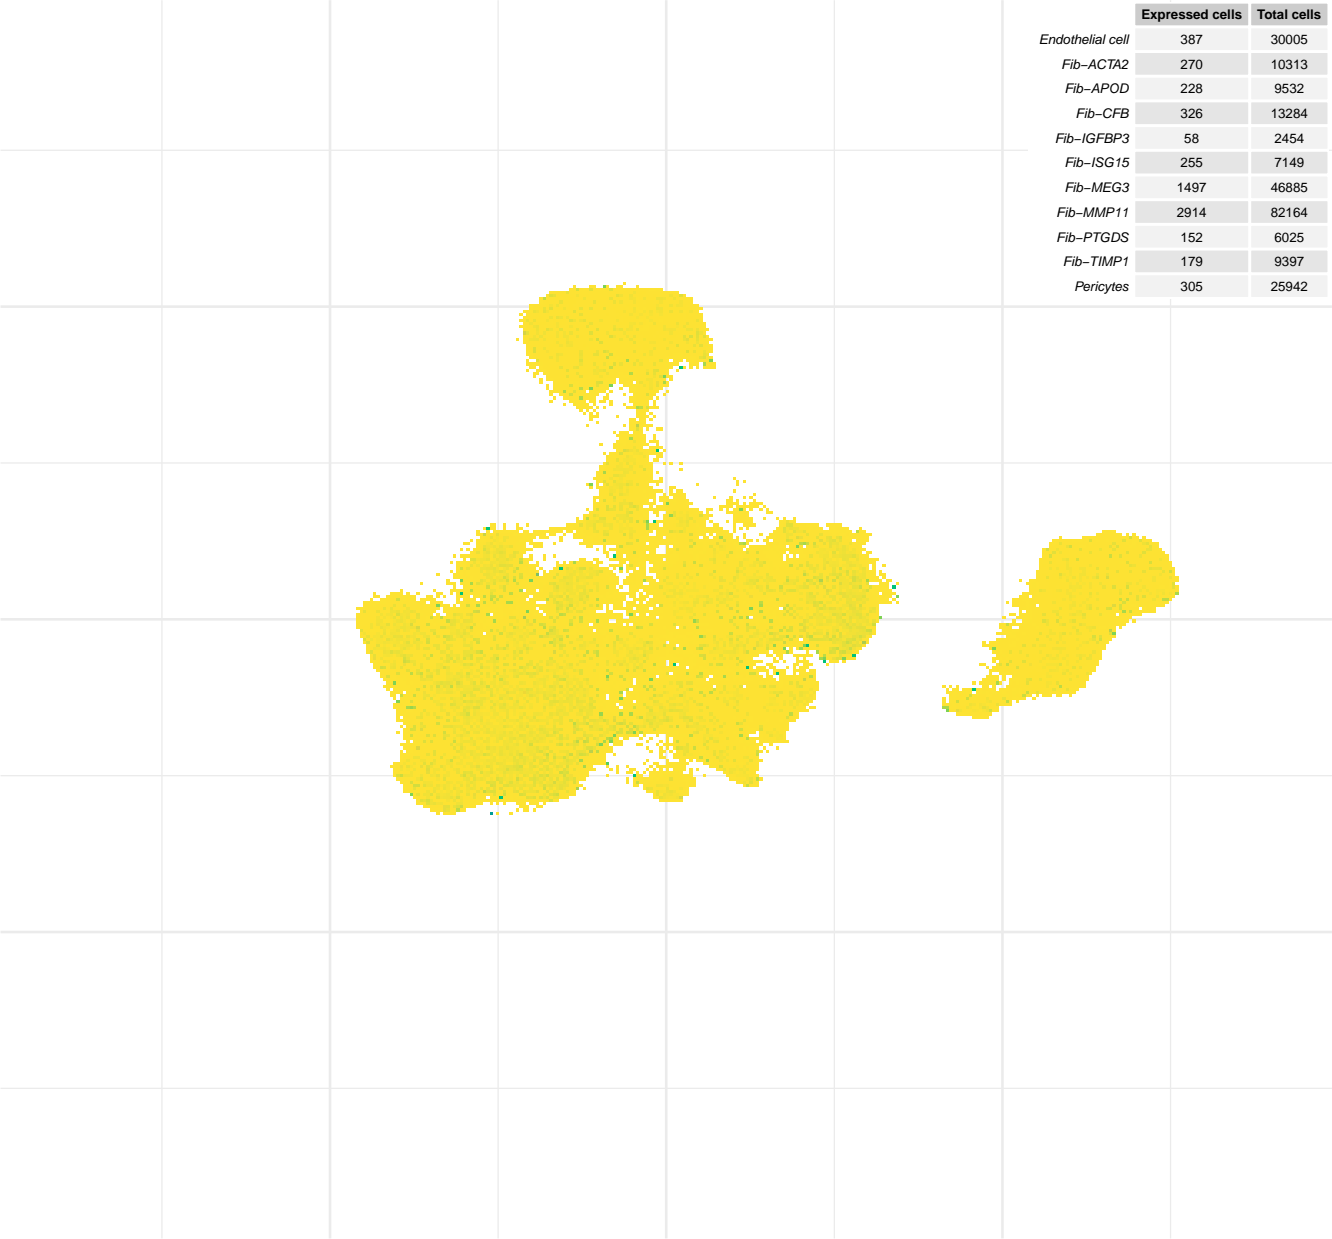 Expressed cells Total cells
Endothelial cell 387 30005
Fib−ACTA2 270 10313
Fib−APOD 228 9532
Fib−CFB 326 13284
Fib−IGFBP3 58 2454
Fib−ISG15 255 7149
Fib−MEG3 1497 46885
Fib−MMP11 2914 82164
Fib−PTGDS 152 6025
Fib−TIMP1 179 9397
Pericytes 305 25942